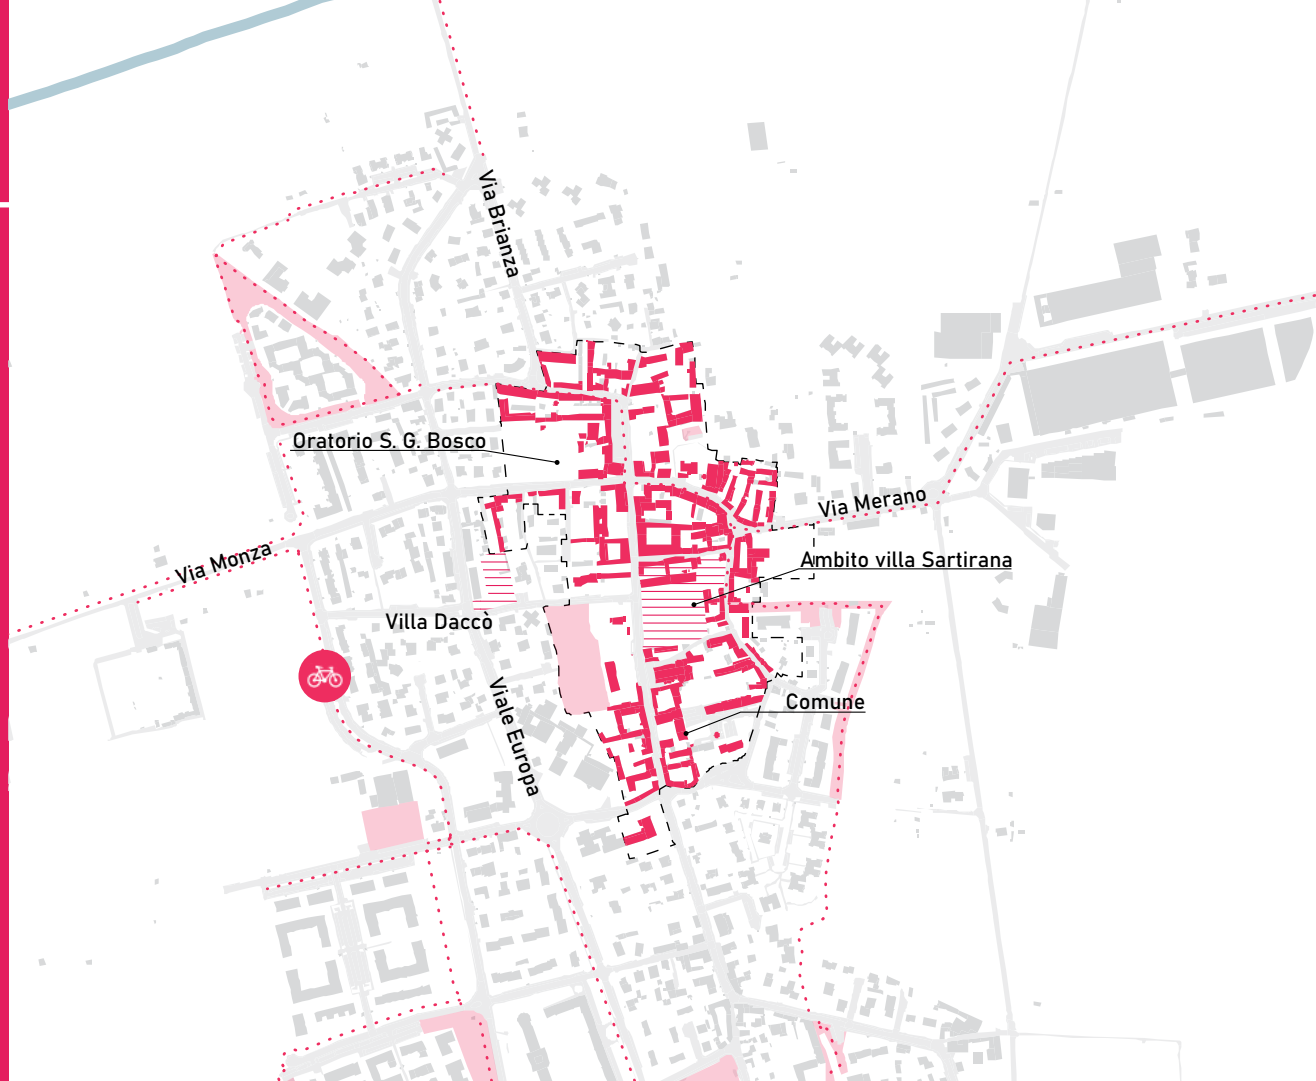 Via Brianza
Oratorio S. G. Bosco
Via Merano
Via Monza
Ambito villa Sartirana
Villa Daccò
Viale Europa
Comune